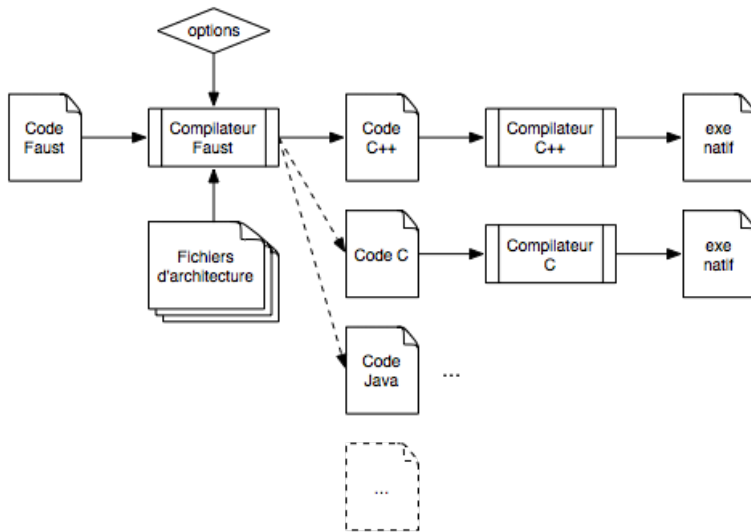 options
Code
Faust
Compilateur
Faust
Code
C++
Compilateur
C++
exe
natif
Fichiers
d'architecture
Code C
Compilateur
C
exe
natif
Code
Java
...
...